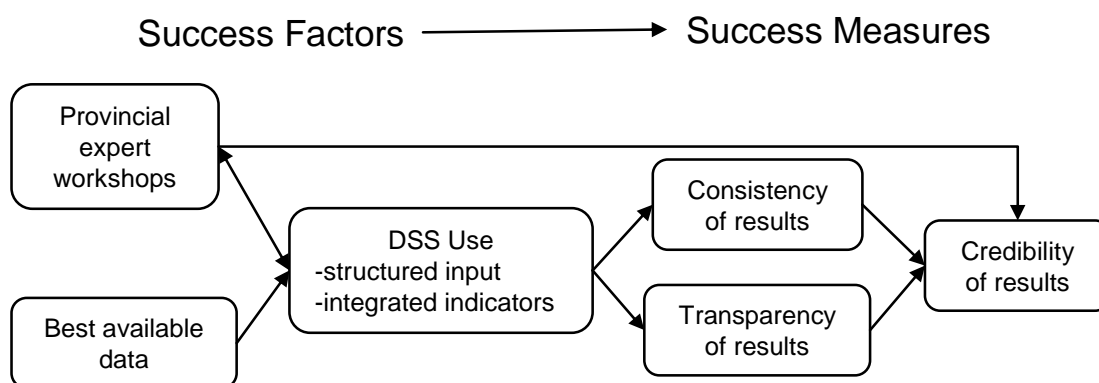 Success Factors
Success Measures
Provincial
expert
workshops
Consistency
of results
DSS Use
-structured input
-integrated indicators
Credibility
of results
Best available
data
Transparency
of results